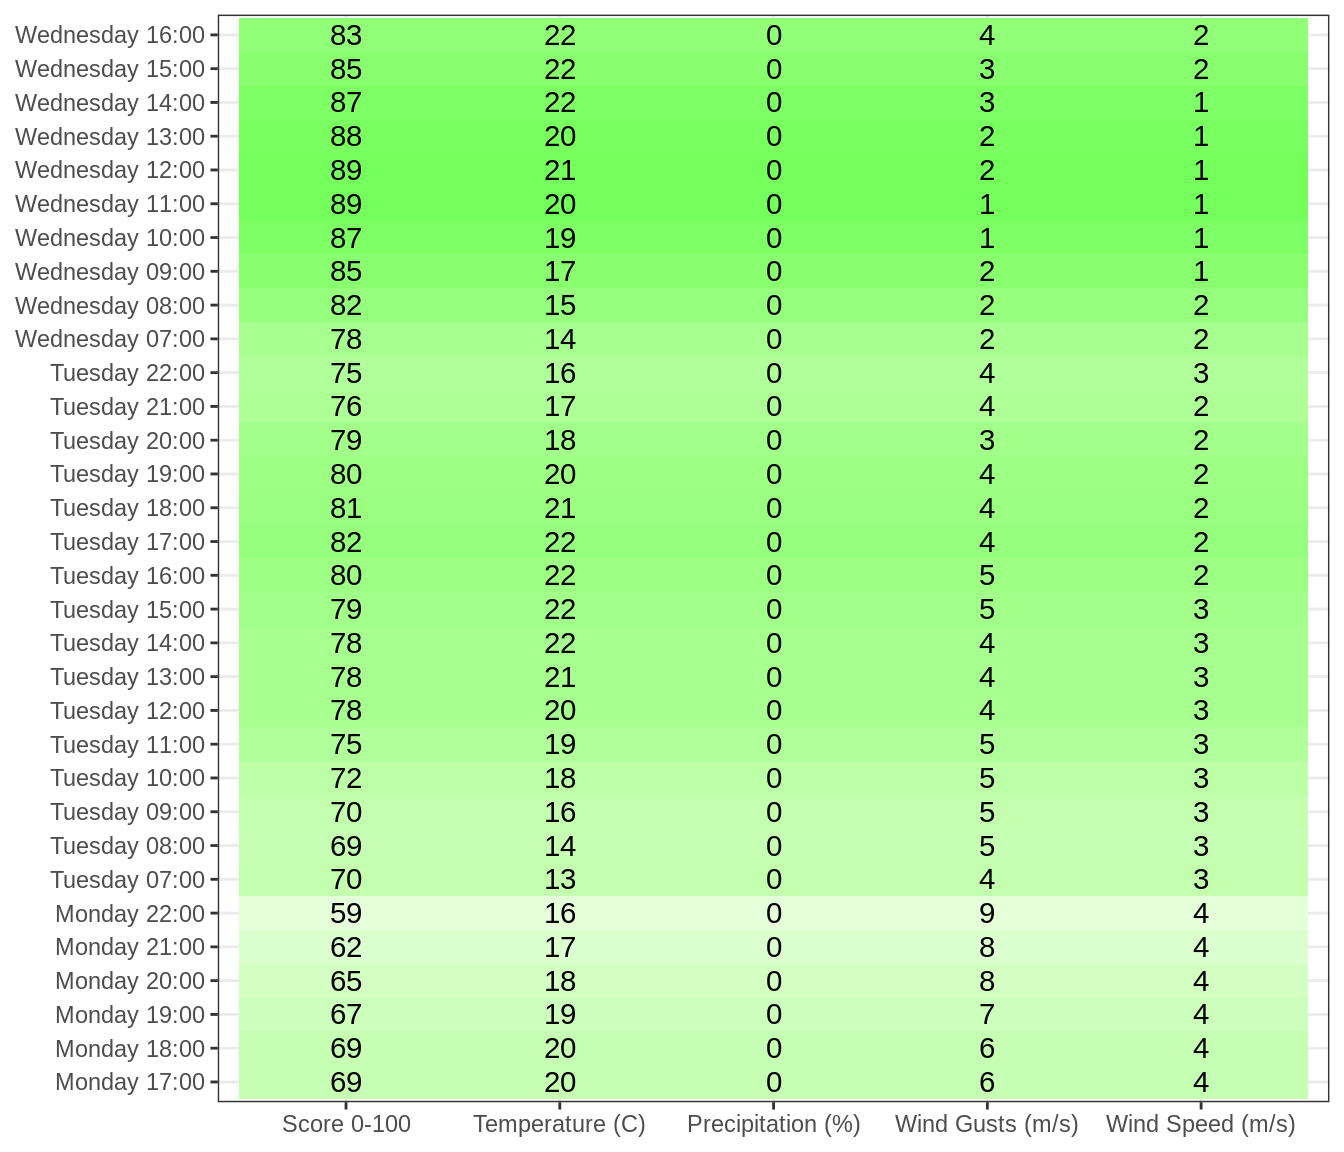 Wednesday 16:00 83 22 0 4 2
Wednesday 15:00 85 22 0 3 2
Wednesday 14:00 87 22 0 3 1
Wednesday 13:00 88 20 0 2 1
Wednesday 12:00 89 21 0 2 1
Wednesday 11:00 89 20 0 1 1
Wednesday 10:00 87 19 0 1 1
Wednesday 09:00 85 17 0 2 1
Wednesday 08:00 82 15 0 2 2
Wednesday 07:00 78 14 0 2 2
Tuesday 22:00 75 16 0 4 3
Tuesday 21:00 76 17 0 4 2
Tuesday 20:00 79 18 0 3 2
Tuesday 19:00 80 20 0 4 2
Tuesday 18:00 81 21 0 4 2
Tuesday 17:00 82 22 0 4 2
Tuesday 16:00 80 22 0 5 2
Tuesday 15:00 79 22 0 5 3
Tuesday 14:00 78 22 0 4 3
Tuesday 13:00 78 21 0 4 3
Tuesday 12:00 78 20 0 4 3
Tuesday 11:00 75 19 0 5 3
Tuesday 10:00 72 18 0 5 3
Tuesday 09:00 70 16 0 5 3
Tuesday 08:00 69 14 0 5 3
Tuesday 07:00 70 13 0 4 3
Monday 22:00 59 16 0 9 4
Monday 21:00 62 17 0 8 4
Monday 20:00 65 18 0 8 4
Monday 19:00 67 19 0 7 4
Monday 18:00 69 20 0 6 4
Monday 17:00 69 20 0 6 4
Score 0-100 Temperature (C) Precipitation (%) Wind Gusts (m/s) Wind Speed (m/s)